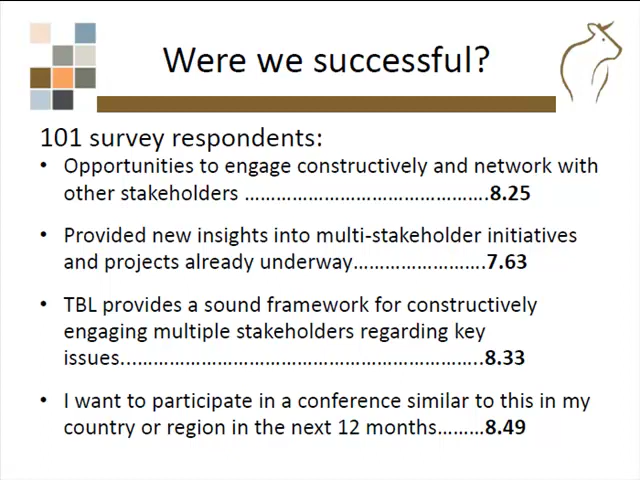 Were we successful?
101 survey respondents:
• Opportunities to engage constructively and network with
other stakeholders ……………………………………….8.25
• Provided new insights into multi-stakeholder initiatives
and projects already underway…………………….7.63
• TBL provides a sound framework for constructively
engaging multiple stakeholders regarding key
issues...…………………………………………………………..8.33
• I want to participate in a conference similar to this in my
country or region in the next 12 months………8.49